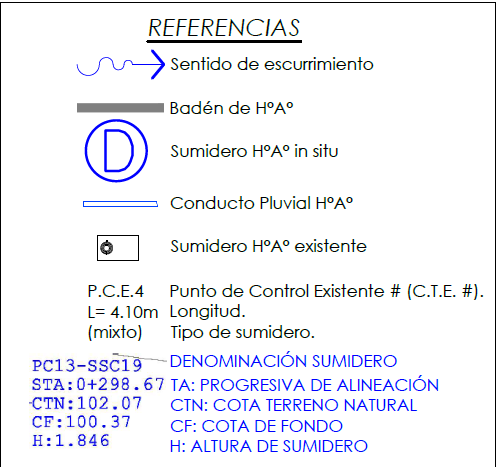 REFERENCIAS
Sentido de escurrimiento
Badén de HºAº
D Sumidero HºAº in situ
Conducto Pluvial HºAº
Sumidero HºAº existente
P.C.E.4 Punto de Control Existente # (C.T.E. #).
L= 4.10m Longitud.
(mixto) Tipo de sumidero.
PC13-SSC19 DENOMINACIÓN SUMIDERO
STA:0+298.67 TA: PROGRESIVA DE ALINEACIÓN
CTN:102.07 CTN: COTA TERRENO NATURAL
CF:100.37 CF: COTA DE FONDO
H:1.846 H: ALTURA DE SUMIDERO